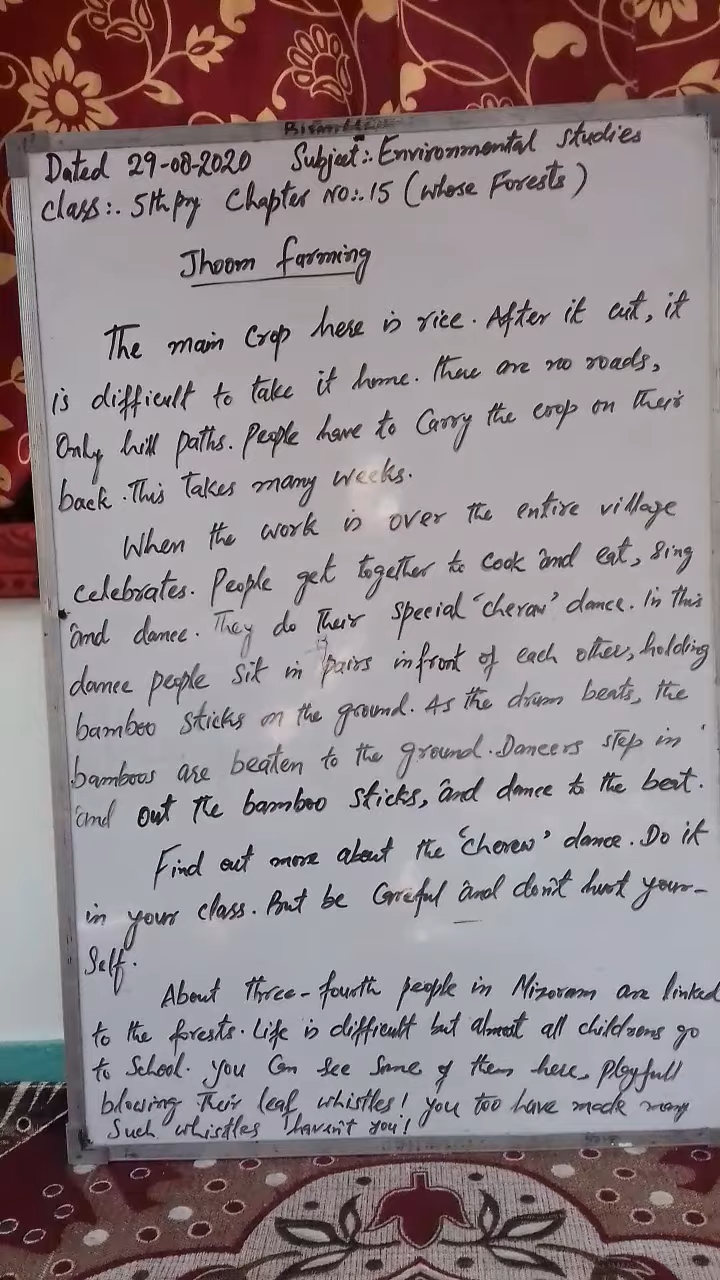 Dated 29-08-2020 Subject:. Environmental studies
Class:. 5th pry Chapter No:. 15 (Whose Forests)
Jhoom farming
The main crop here is rice. After it cut, it
is difficult to take it home. there are no roads,
Only hill paths. People have to Carry the crop on their
back. This takes many weeks.
When the work is over the entire village
celebrates. People get together to cook and eat, sing
and dance. They do their special 'cheraw' dance. In this
dance people sit in pairs infront of each other, holding
bamboo sticks on the ground. As the drum beats, the
bamboos are beaten to the ground. Dancers step in
and out the bamboo sticks, and dance to the beat.
Find out more about the 'cherew' dance. Do it
in your class. But be Careful and don't hurt your-
Self.
About three-fourth people in Mizoram are linked
to the forests. Life is difficult but almost all childrens go
to School. you Can see Some of them here, Playfull
blowing their leaf whistles! you too have made many
Such whistles haven't you!